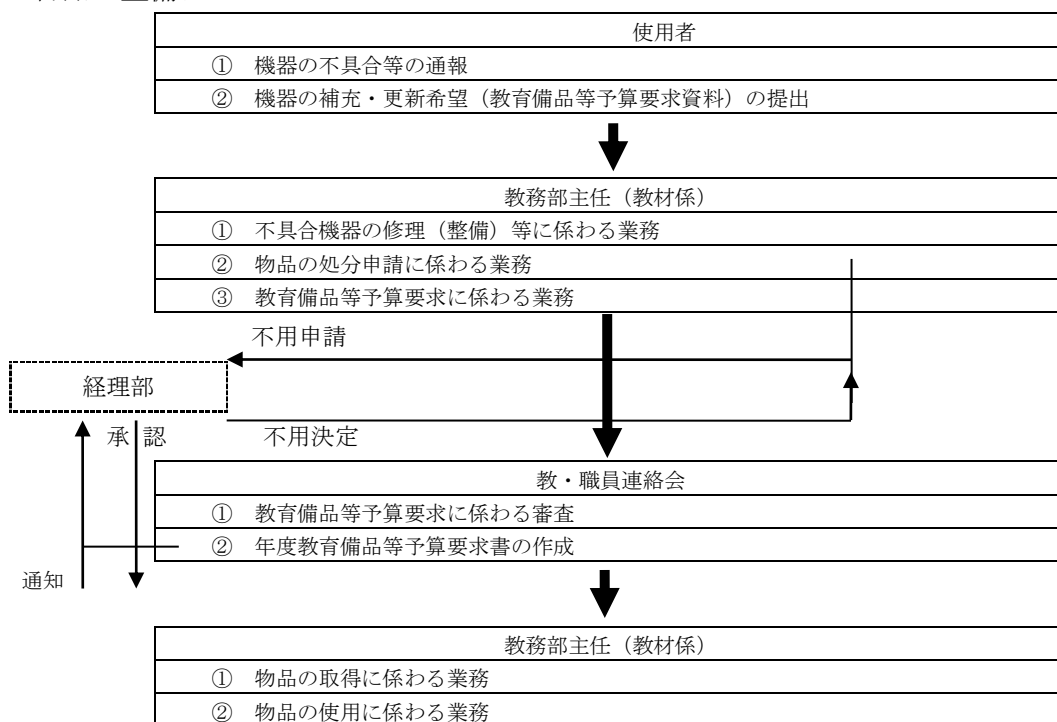 使用者
① 機器の不具合等の通報
② 機器の補充・更新希望（教育備品等予算要求資料）の提出
教務部主任（教材係）
① 不具合機器の修理（整備）等に係わる業務
② 物品の処分申請に係わる業務
③ 教育備品等予算要求に係わる業務
不用申請
経理部
承認
不用決定
教・職員連絡会
① 教育備品等予算要求に係わる審査
② 年度教育備品等予算要求書の作成
通知
教務部主任（教材係）
① 物品の取得に係わる業務
② 物品の使用に係わる業務